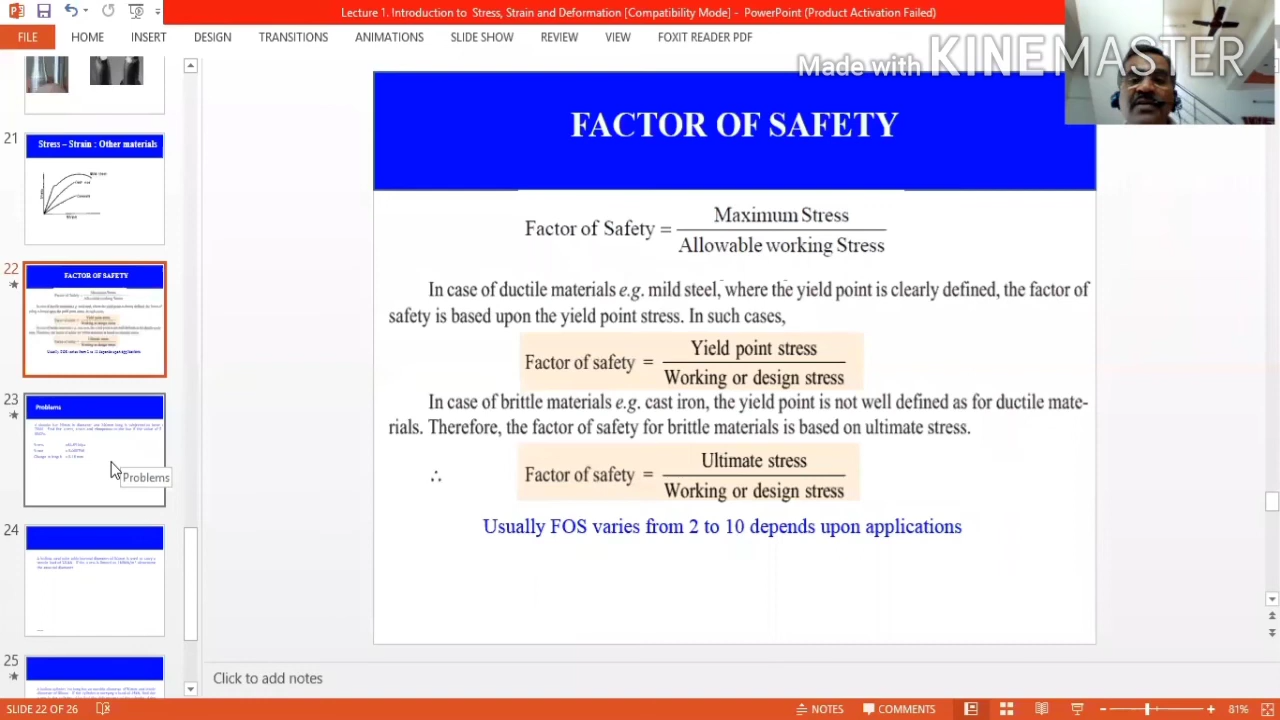 Lecture 1. Introduction to Stress, Strain and Deformation [Compatibility Mode] - PowerPoint (Product Activation Failed)
FILE HOME INSERT DESIGN TRANSITIONS ANIMATIONS SLIDE SHOW REVIEW VIEW FOXIT READER PDF
Made with KINEMASTER
21
Stress – Strain : Other materials
22
FACTOR OF SAFETY
23
Problems
Problems
24
25
FACTOR OF SAFETY
Factor of Safety = Maximum Stress
Allowable working Stress
In case of ductile materials e.g. mild steel, where the yield point is clearly defined, the factor of
safety is based upon the yield point stress. In such cases,
Factor of safety = Yield point stress
Working or design stress
In case of brittle materials e.g. cast iron, the yield point is not well defined as for ductile mate-
rials. Therefore, the factor of safety for brittle materials is based on ultimate stress.
∴ Factor of safety = Ultimate stress
Working or design stress
Usually FOS varies from 2 to 10 depends upon applications
Click to add notes
SLIDE 22 OF 26 NOTES COMMENTS 81%